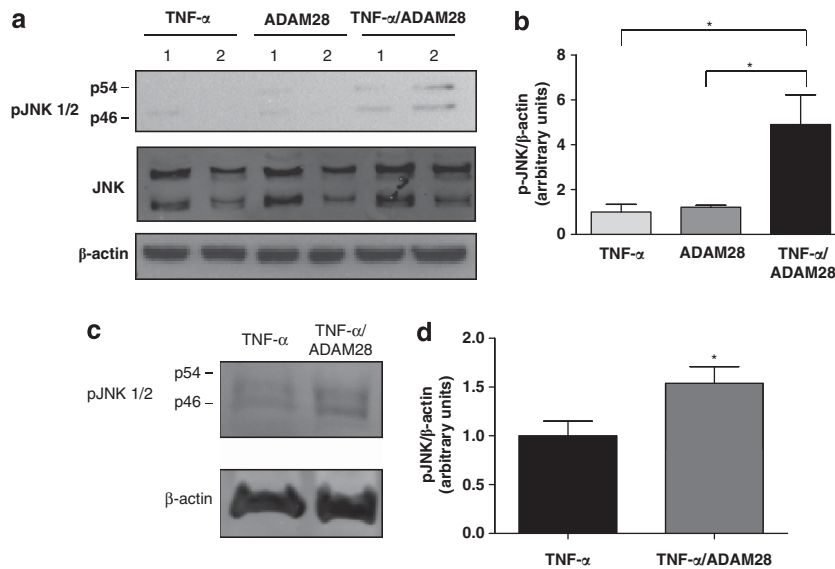 a
TNF-α ADAM28 TNF-α/ADAM28
1 2 1 2 1 2
pJNK 1/2
p54
p46
JNK
β-actin
b
p-JNK/β-actin
(arrbitrary units)
8
6
4
2
0
*
*
TNF-α ADAM28 TNF-α/
ADAM28
c
TNF-α TNF-α/
ADAM28
pJNK 1/2
p54
p46
β-actin
d
pJNK/β-actin
(arbitrary units)
2.0
1.5
1.0
0.5
0.0
*
TNF-α TNF-α/ADAM28